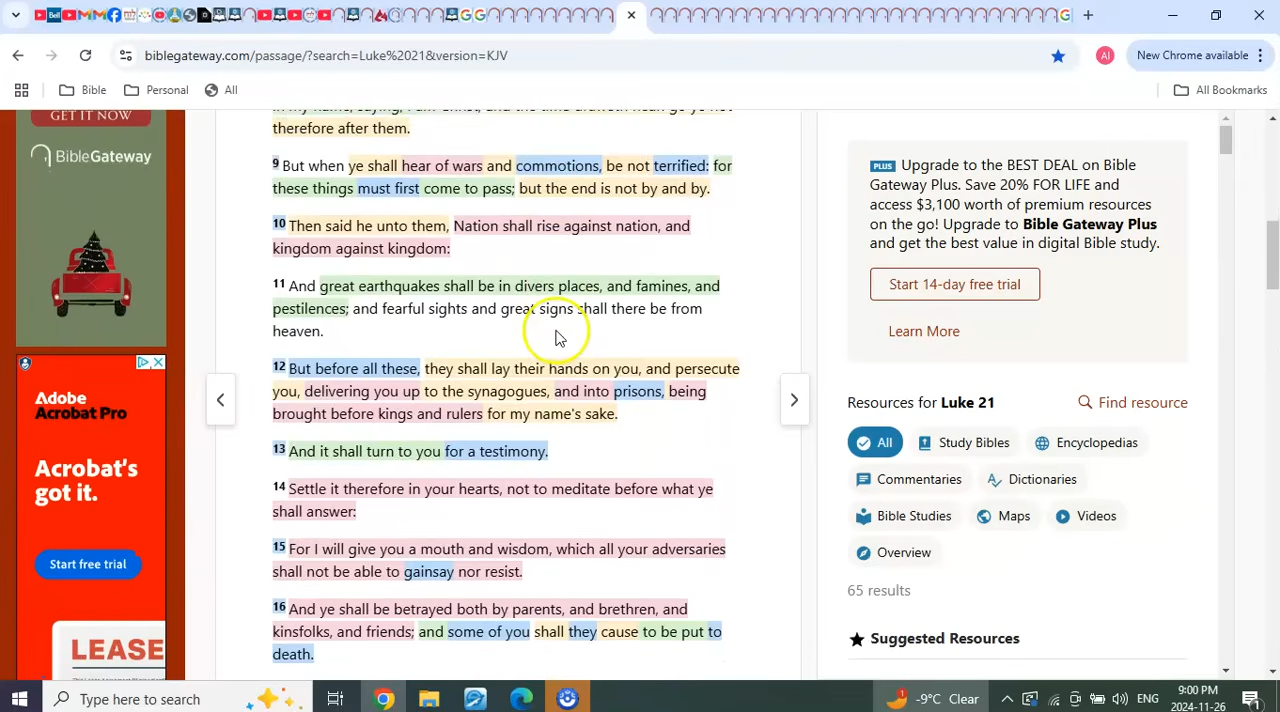 Bell
G G
G
AI
biblegateway.com/passage/?search=Luke%2021&version=KJV
New Chrome available
Bible
Personal
All
All Bookmarks
GET IT NOW
BibleGateway
Adobe
Acrobat Pro
Acrobat's
got it.
Start free trial
LEASE
therefore after them.
9 But when ye shall hear of wars and commotions, be not terrified: for
these things must first come to pass; but the end is not by and by.
10 Then said he unto them, Nation shall rise against nation, and
kingdom against kingdom:
11 And great earthquakes shall be in divers places, and famines, and
pestilences; and fearful sights and great signs shall there be from
heaven.
12 But before all these, they shall lay their hands on you, and persecute
you, delivering you up to the synagogues, and into prisons, being
brought before kings and rulers for my name's sake.
13 And it shall turn to you for a testimony.
14 Settle it therefore in your hearts, not to meditate before what ye
shall answer:
15 For I will give you a mouth and wisdom, which all your adversaries
shall not be able to gainsay nor resist.
16 And ye shall be betrayed both by parents, and brethren, and
kinsfolks, and friends; and some of you shall they cause to be put to
death.
PLUS Upgrade to the BEST DEAL on Bible
Gateway Plus. Save 20% FOR LIFE and
access $3,100 worth of premium resources
on the go! Upgrade to Bible Gateway Plus
and get the best value in digital Bible study.
Start 14-day free trial
Learn More
Resources for Luke 21
Find resource
All
Study Bibles
Encyclopedias
Commentaries
Dictionaries
Bible Studies
Maps
Videos
Overview
65 results
Suggested Resources
Type here to search
-9°C Clear
ENG
9:00 PM
2024-11-26
1